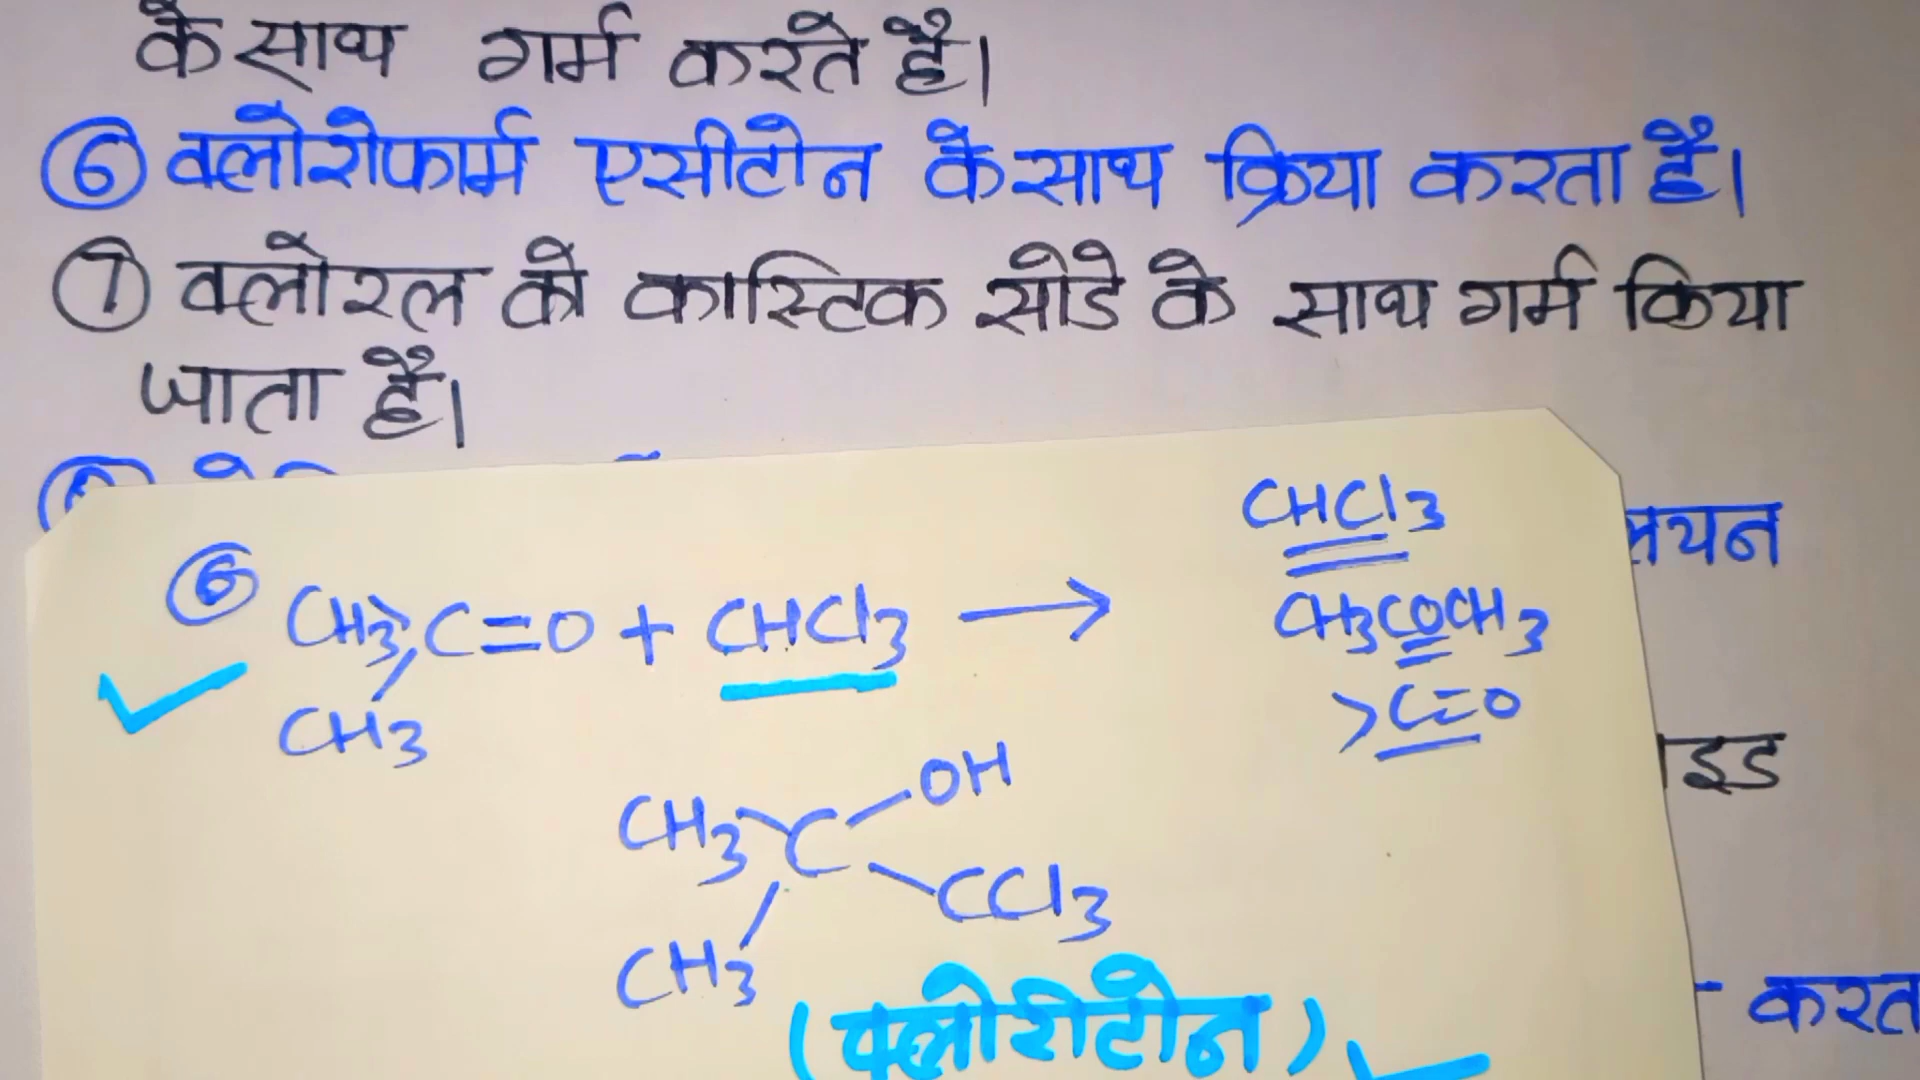 के साथ गर्म करते है।
⑥ क्लोरोफार्म एसीटोन के साथ क्रिया करता है।
⑦ क्लोरल को कास्टिक सोडे के साथ गर्म किया
जाता है।
CHCl3
⑥ CH3 C=O + CHCl3 →
CH3
CH3COCH3
>C=O
इड
CH3 C OH
CCl3
CH3
करत
(क्लोरीटोन)